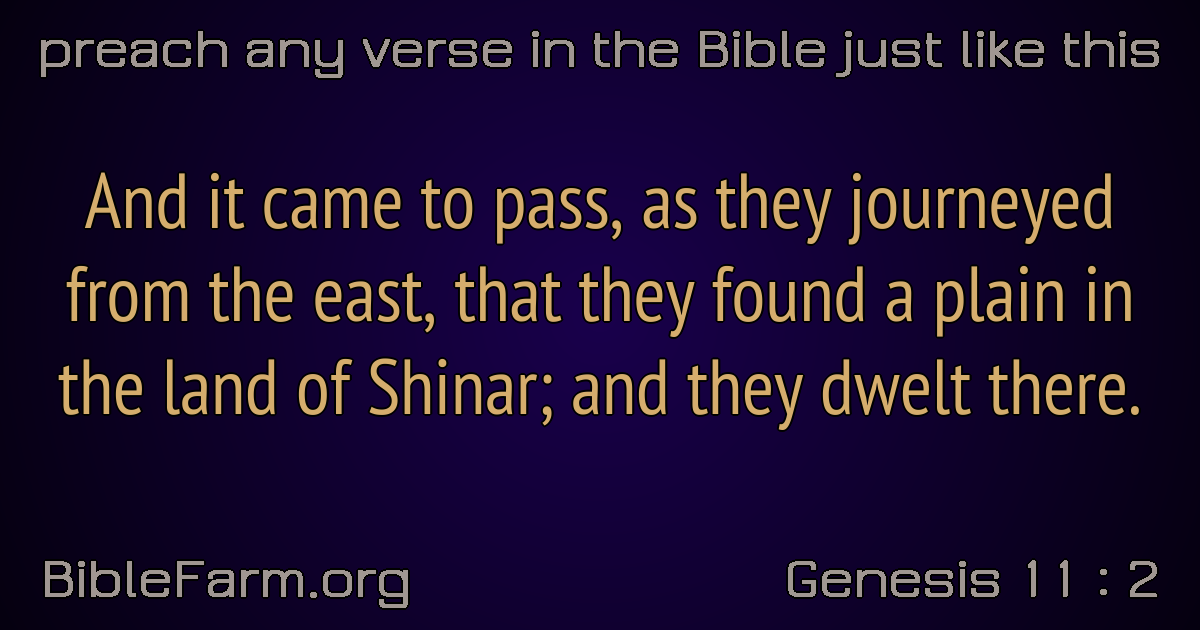 preach any verse in the Bible just like this
And it came to pass, as they journeyed
from the east, that they found a plain in
the land of Shinar; and they dwelt there.
BibleFarm.org
Genesis 11 : 2